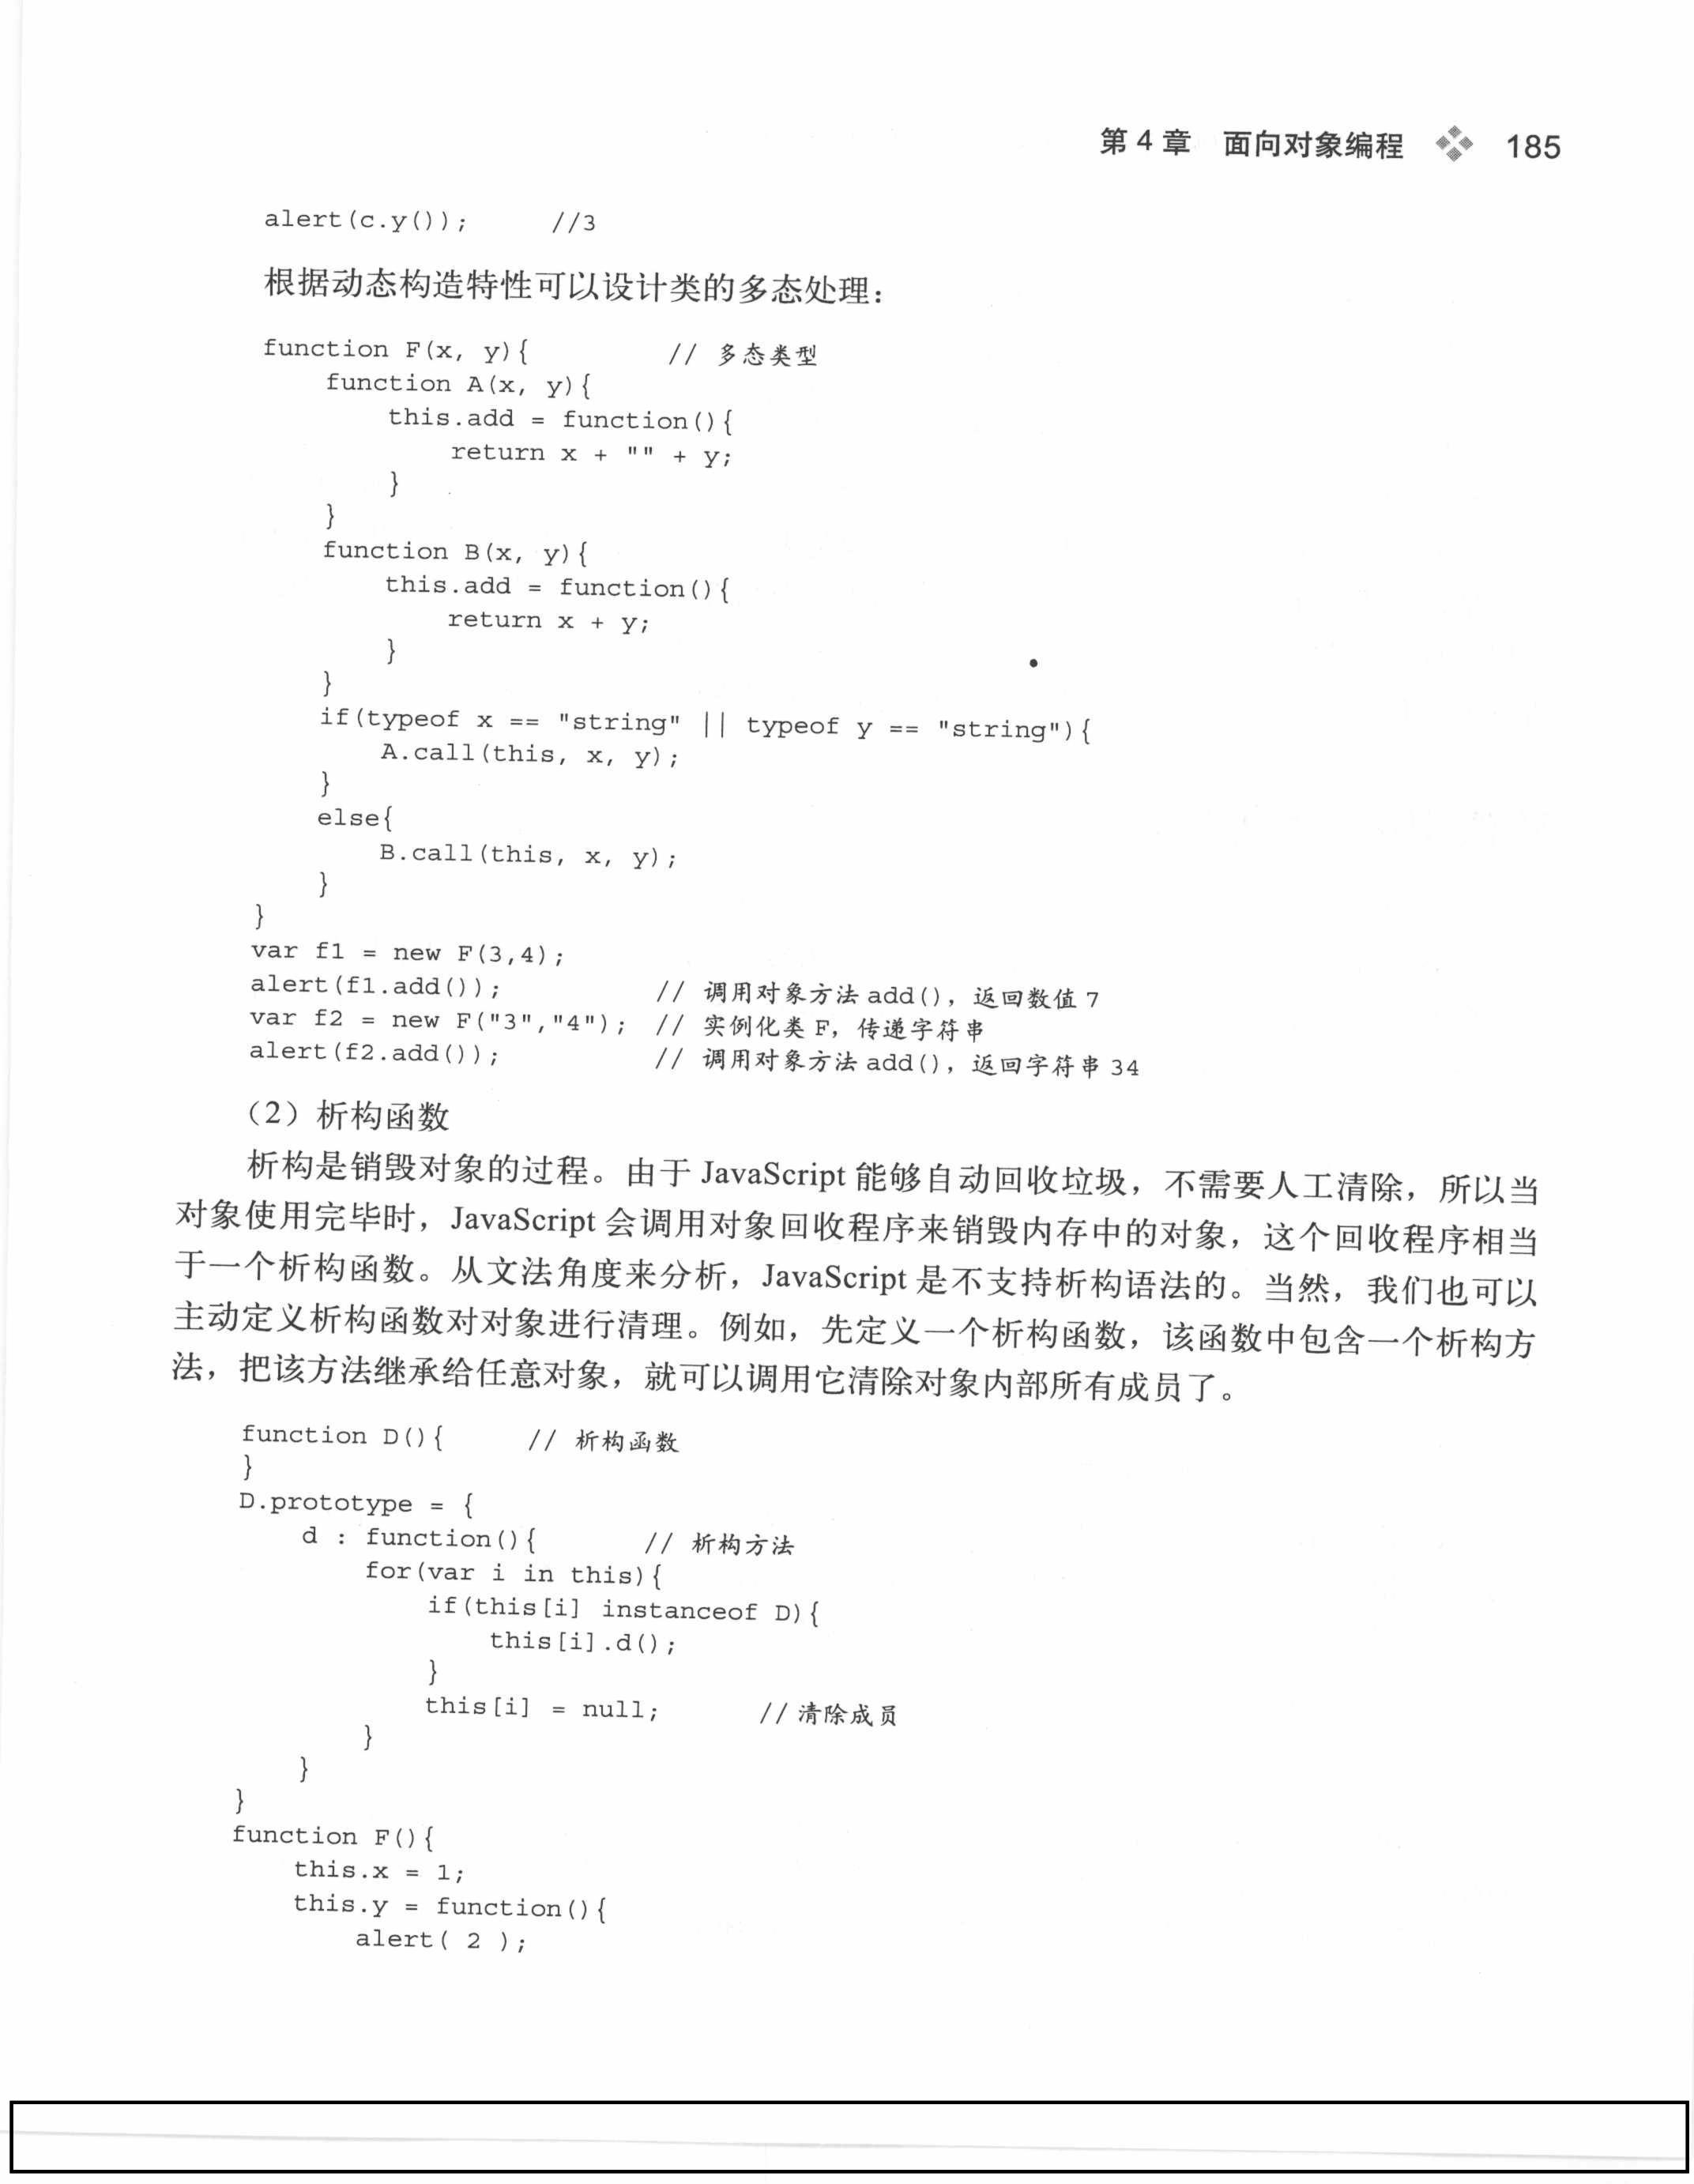 第 4 章　面向对象编程　185
alert(c.y());     //3
根据动态构造特性可以设计类的多态处理：
function F(x, y){         // 多态类型
    function A(x, y){
        this.add = function(){
            return x + "" + y;
        }
    }
    function B(x, y){
        this.add = function(){
            return x + y;
        }
    }
    if(typeof x == "string" || typeof y == "string"){
        A.call(this, x, y);
    }
    else{
        B.call(this, x, y);
    }
}
var f1 = new F(3,4);
alert(f1.add());          // 调用对象方法 add()，返回数值 7
var f2 = new F("3","4");  // 实例化类 F，传递字符串
alert(f2.add());          // 调用对象方法 add()，返回字符串 34
（2）析构函数
析构是销毁对象的过程。由于 JavaScript 能够自动回收垃圾，不需要人工清除，所以当
对象使用完毕时，JavaScript 会调用对象回收程序来销毁内存中的对象，这个回收程序相当
于一个析构函数。从文法角度来分析，JavaScript 是不支持析构语法的。当然，我们也可以
主动定义析构函数对对象进行清理。例如，先定义一个析构函数，该函数中包含一个析构方
法，把该方法继承给任意对象，就可以调用它清除对象内部所有成员了。
function D(){     // 析构函数
}
D.prototype = {
    d : function(){       // 析构方法
        for(var i in this){
            if(this[i] instanceof D){
                this[i].d();
            }
            this[i] = null;      //清除成员
        }
    }
}
function F(){
    this.x = 1;
    this.y = function(){
        alert( 2 );